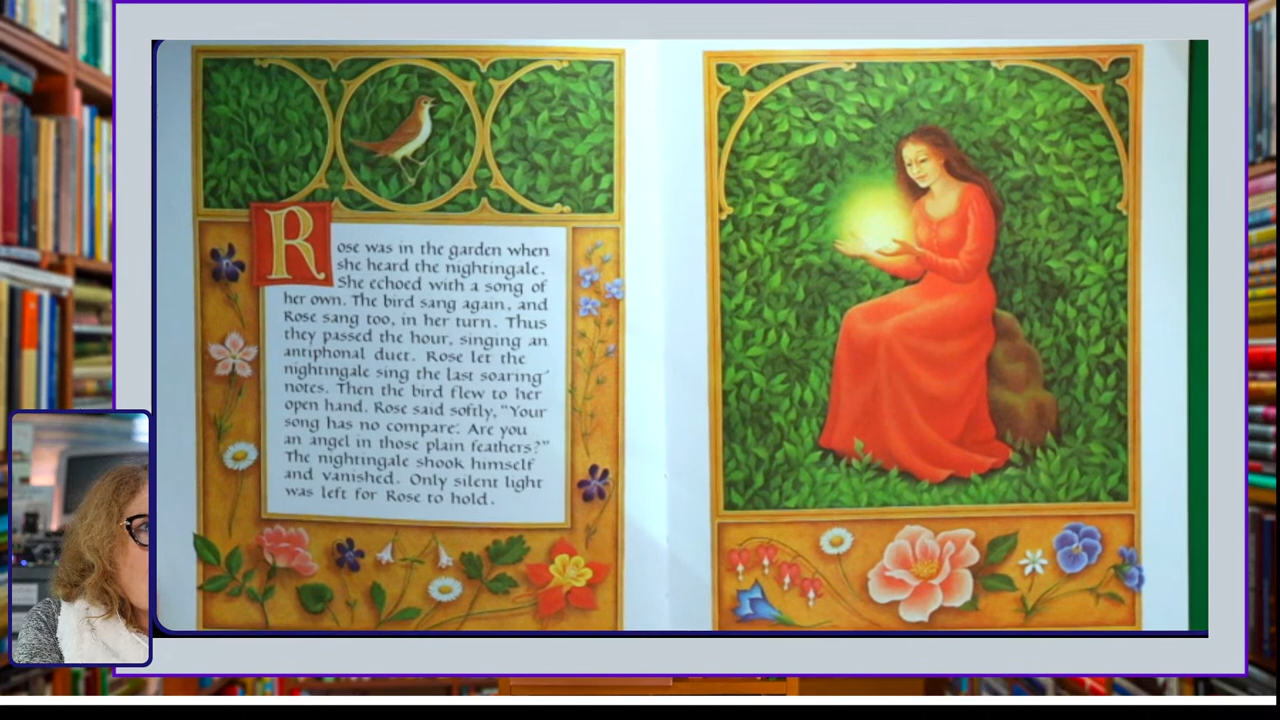 Rose was in the garden when
she heard the nightingale.
She echoed with a song of
her own. The bird sang again, and
Rose sang too, in her turn. Thus
they passed the hour, singing an
antiphonal duet. Rose let the
nightingale sing the last soaring
notes. Then the bird flew to her
open hand. Rose said softly, "Your
song has no compare. Are you
an angel in those plain feathers?"
The nightingale shook himself
and vanished. Only silent light
was left for Rose to hold.